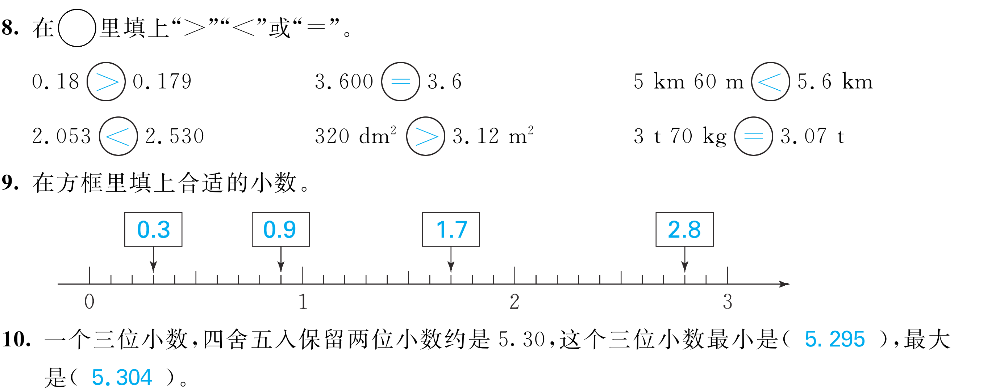 8. 在○里填上“>”“<”或“=”。
0.18 > 0.179 3.600 = 3.6 5 km 60 m < 5.6 km
2.053 < 2.530 320 dm² > 3.12 m² 3 t 70 kg = 3.07 t
9. 在方框里填上合适的小数。
0.3 0.9 1.7 2.8
0 1 2 3
10. 一个三位小数,四舍五入保留两位小数约是 5.30,这个三位小数最小是( 5.295 ),最大
是( 5.304 )。